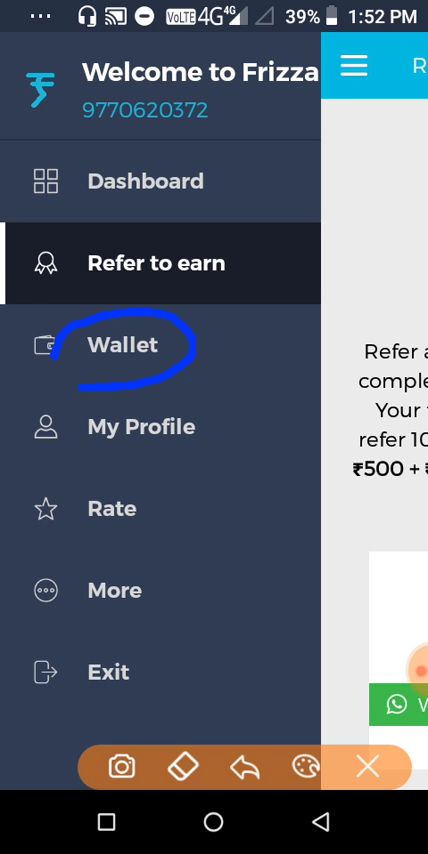 ... VoLTE 4G 4G 39% 1:52 PM
Welcome to Frizza
9770620372
R
Dashboard
Refer to earn
Wallet
My Profile
Rate
More
Exit
Refer a
comple
Your
refer 10
₹500 +
W